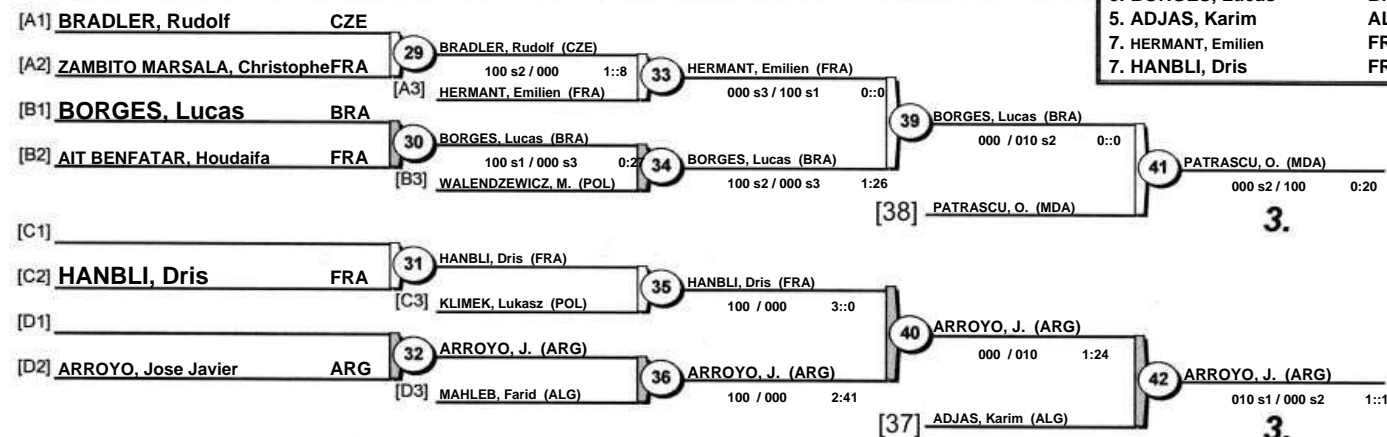 [A1] BRADLER, Rudolf CZE
[A2] ZAMBITO MARSALA, Christophe FRA
29 BRADLER, Rudolf (CZE)
100 s2 / 000 1::8
[A3] HERMANT, Emilien (FRA)
33 HERMANT, Emilien (FRA)
000 s3 / 100 s1 0::0
[B1] BORGES, Lucas BRA
[B2] AIT BENFATAR, Houdaifa FRA
30 BORGES, Lucas (BRA)
100 s1 / 000 s3 0:27
[B3] WALENDZEWICZ, M. (POL)
34 BORGES, Lucas (BRA)
100 s2 / 000 s3 1:26
39 BORGES, Lucas (BRA)
000 / 010 s2 0::0
[38] PATRASCU, O. (MDA)
41 PATRASCU, O. (MDA)
000 s2 / 100 0:20
3.
[C1]
[C2] HANBLI, Dris FRA
31 HANBLI, Dris (FRA)
[C3] KLIMEK, Lukasz (POL)
35 HANBLI, Dris (FRA)
100 / 000 3::0
[D1]
[D2] ARROYO, Jose Javier ARG
32 ARROYO, J. (ARG)
[D3] MAHLEB, Farid (ALG)
36 ARROYO, J. (ARG)
100 / 000 2:41
40 ARROYO, J. (ARG)
000 / 010 1:24
[37] ADJAS, Karim (ALG)
42 ARROYO, J. (ARG)
010 s1 / 000 s2 1::1
3.
5. ADJAS, Karim AL
7. HERMANT, Emilien FR
7. HANBLI, Dris FR